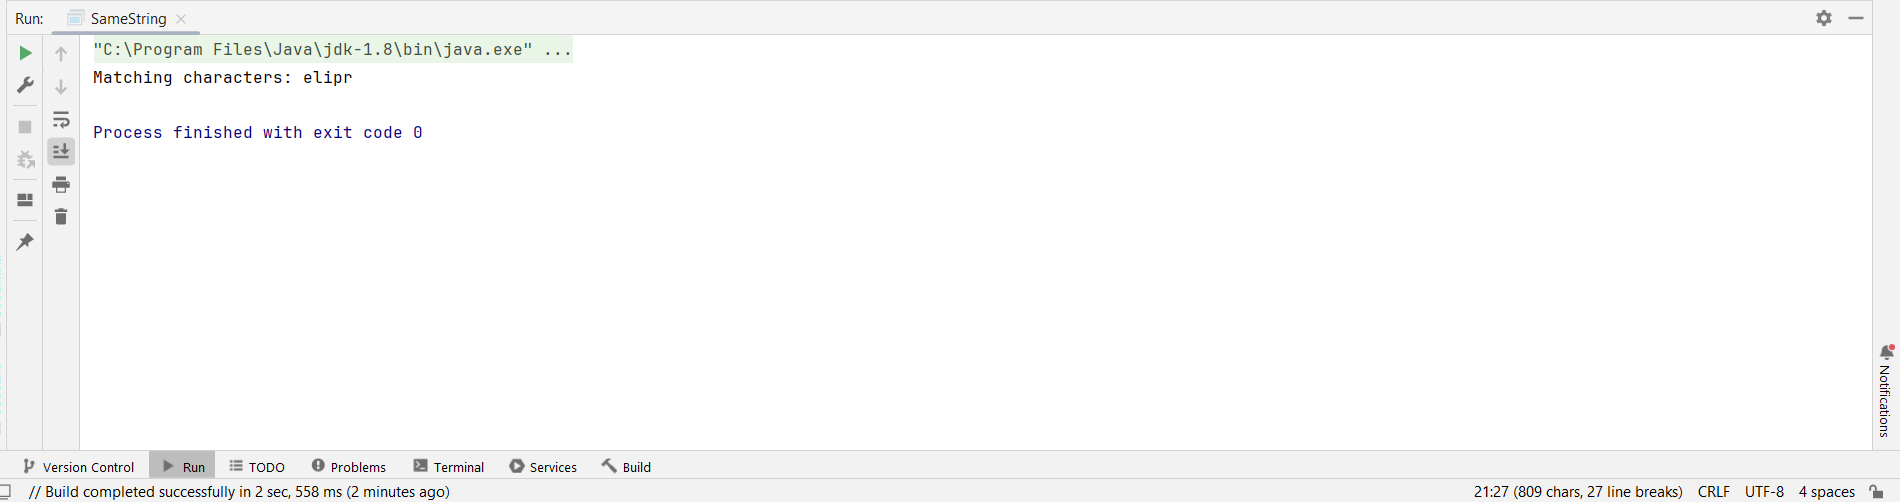 Run: SameString
"C:\Program Files\Java\jdk-1.8\bin\java.exe" ...
Matching characters: elipr
Process finished with exit code 0
Notifications
Version Control Run TODO Problems Terminal Services Build
// Build completed successfully in 2 sec, 558 ms (2 minutes ago) 21:27 (809 chars, 27 line breaks) CRLF UTF-8 4 spaces